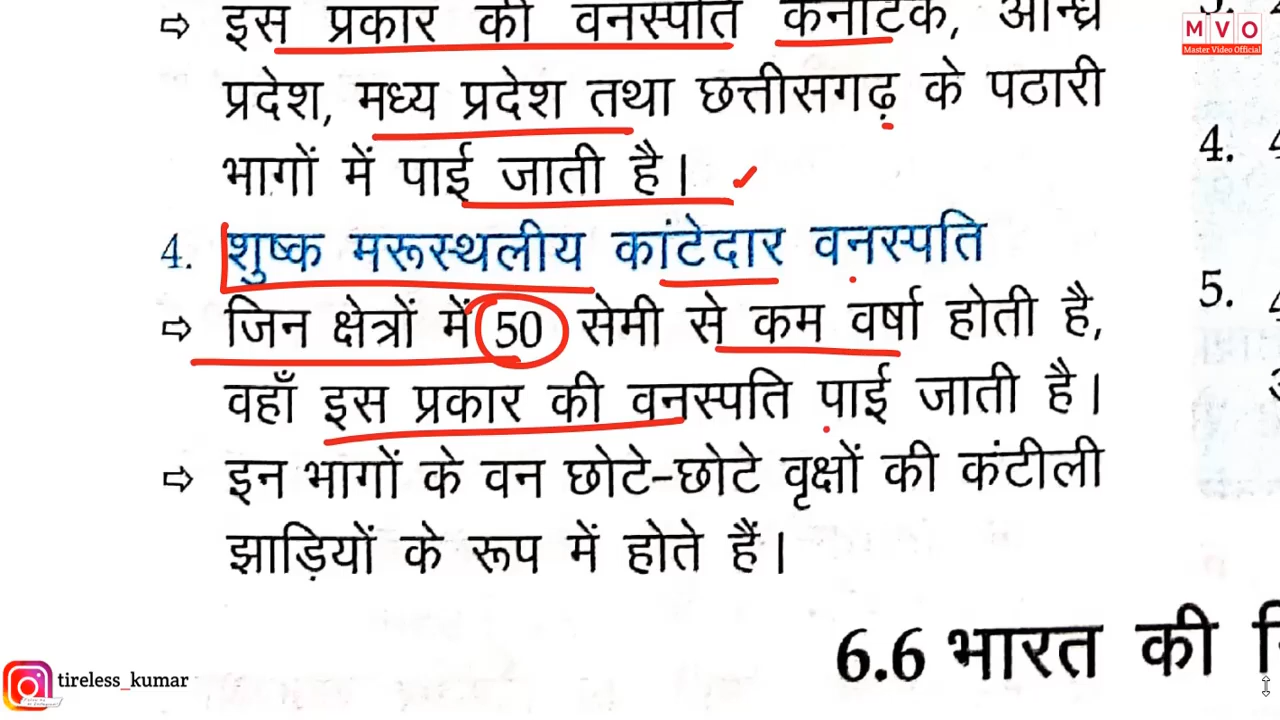 ⇨ इस प्रकार की वनस्पति कर्नाटक, आन्ध्र
प्रदेश, मध्य प्रदेश तथा छत्तीसगढ़ के पठारी
भागों में पाई जाती है।
4. शुष्क मरूस्थलीय कांटेदार वनस्पति
⇨ जिन क्षेत्रों में 50 सेमी से कम वर्षा होती है,
वहाँ इस प्रकार की वनस्पति पाई जाती है।
⇨ इन भागों के वन छोटे-छोटे वृक्षों की कंटीली
झाड़ियों के रूप में होते हैं।
6.6 भारत की
4.
5.
MVO
Master Video Official
tireless_kumar